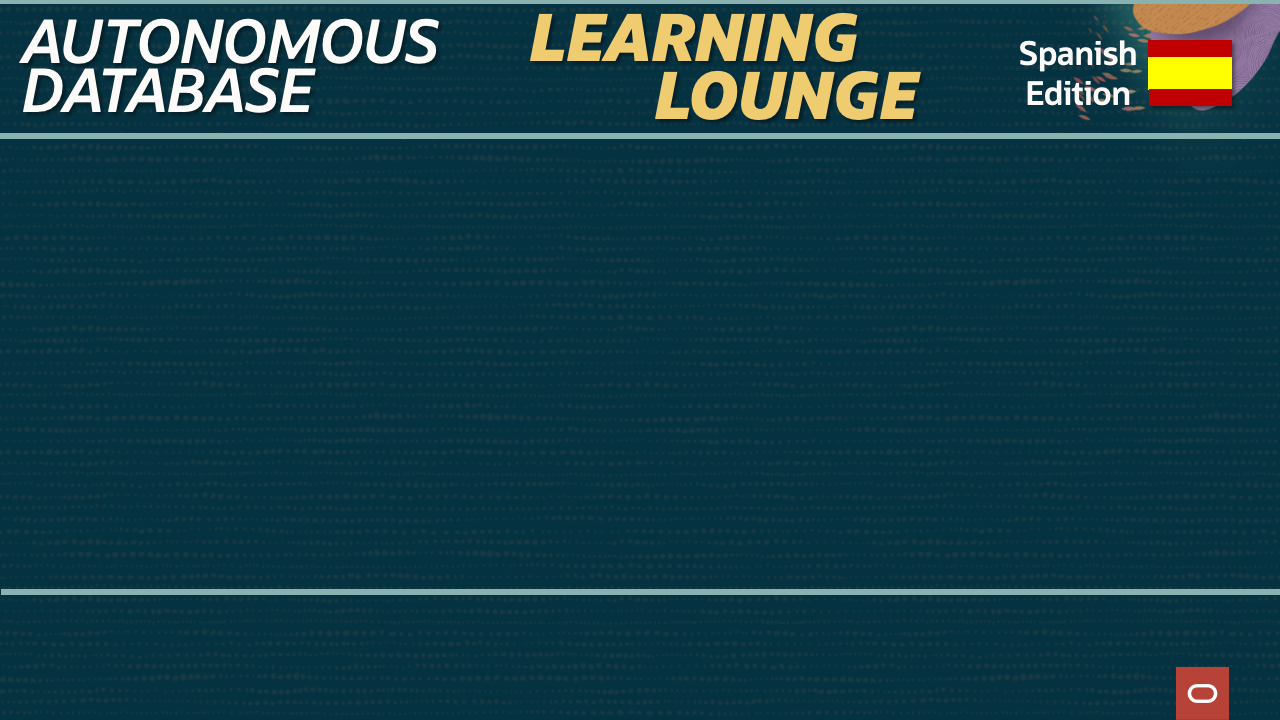 AUTONOMOUS
DATABASE
LEARNING
LOUNGE
Spanish
Edition